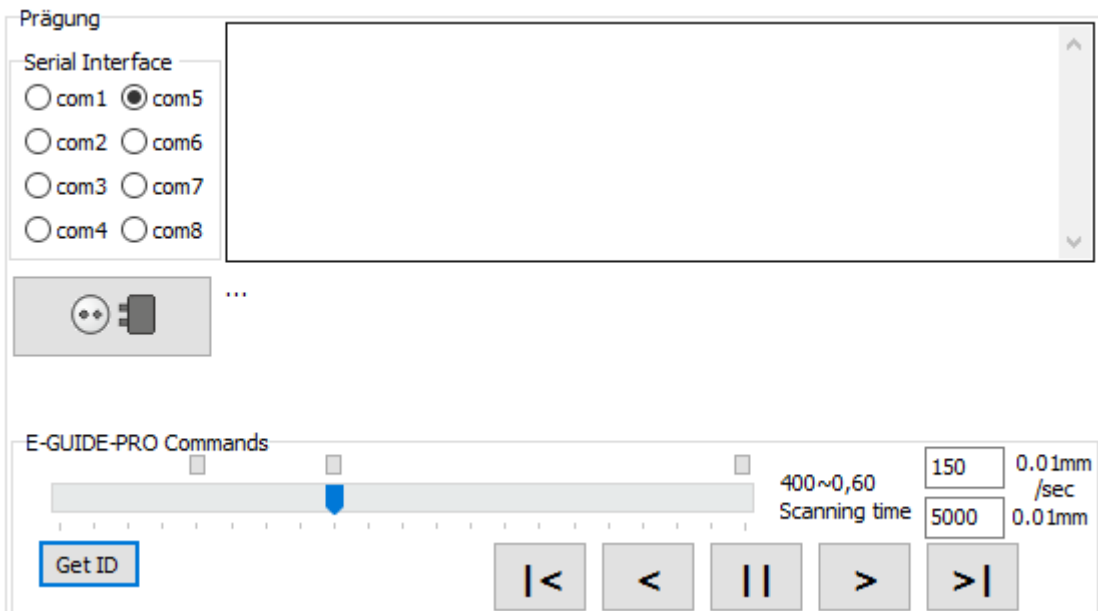 Prägung
Serial Interface
com1 com5
com2 com6
com3 com7
com4 com8
...
E-GUIDE-PRO Commands
400~0,60
Scanning time
150
0.01mm
/sec
5000
0.01mm
Get ID
|<
<
||
>
>|